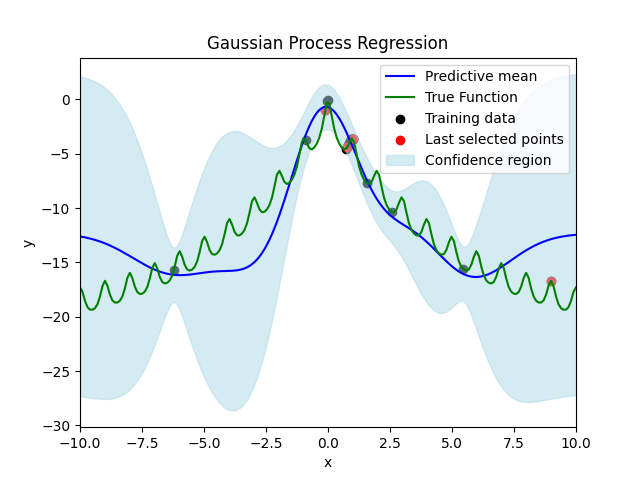 Gaussian Process Regression
Predictive mean
True Function
Training data
Last selected points
Confidence region
y
0
−5
−10
−15
−20
−25
−30
−10.0 −7.5 −5.0 −2.5 0.0 2.5 5.0 7.5 10.0
x